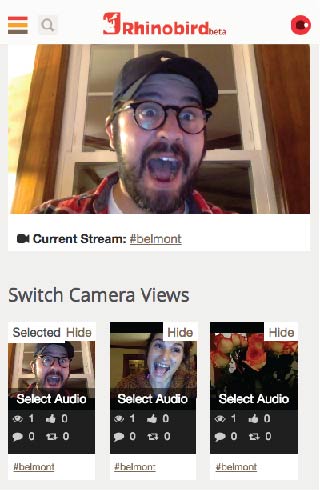 Rhinobird beta
Current Stream: #belmont
Switch Camera Views
Selected Hide
Hide
Hide
Select Audio
Select Audio
Select Audio
1 0
1 0
1 0
0 0
0 0
0 0
#belmont
#belmont
#belmont